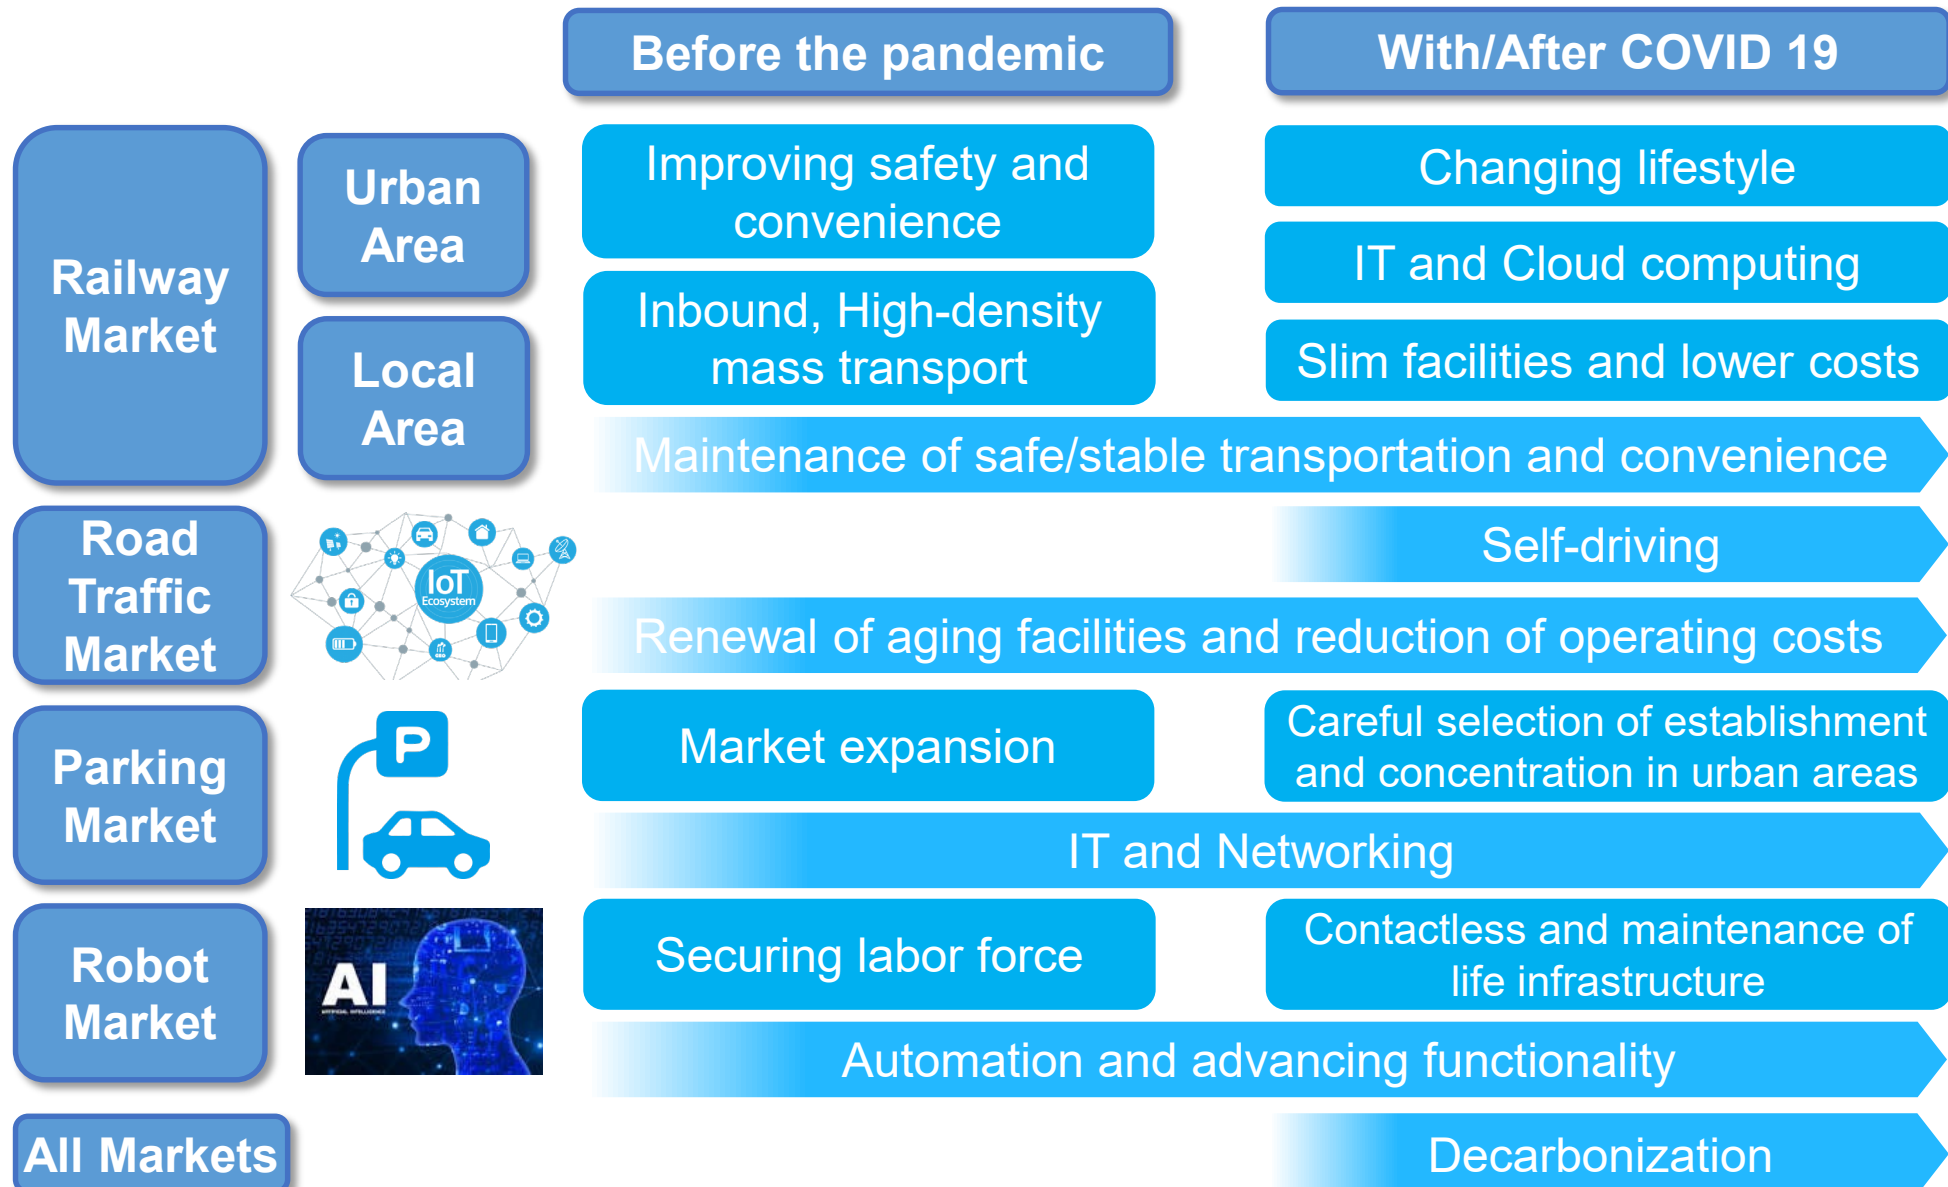 Before the pandemic
With/After COVID 19
Railway
Market
Urban
Area
Local
Area
Improving safety and
convenience
Inbound, High-density
mass transport
Changing lifestyle
IT and Cloud computing
Slim facilities and lower costs
Maintenance of safe/stable transportation and convenience
Road
Traffic
Market
IoT
Ecosystem
Self-driving
Renewal of aging facilities and reduction of operating costs
Parking
Market
P
Market expansion
Careful selection of establishment
and concentration in urban areas
IT and Networking
Robot
Market
AI
ARTIFICIAL INTELLIGENCE
Securing labor force
Contactless and maintenance of
life infrastructure
Automation and advancing functionality
All Markets
Decarbonization